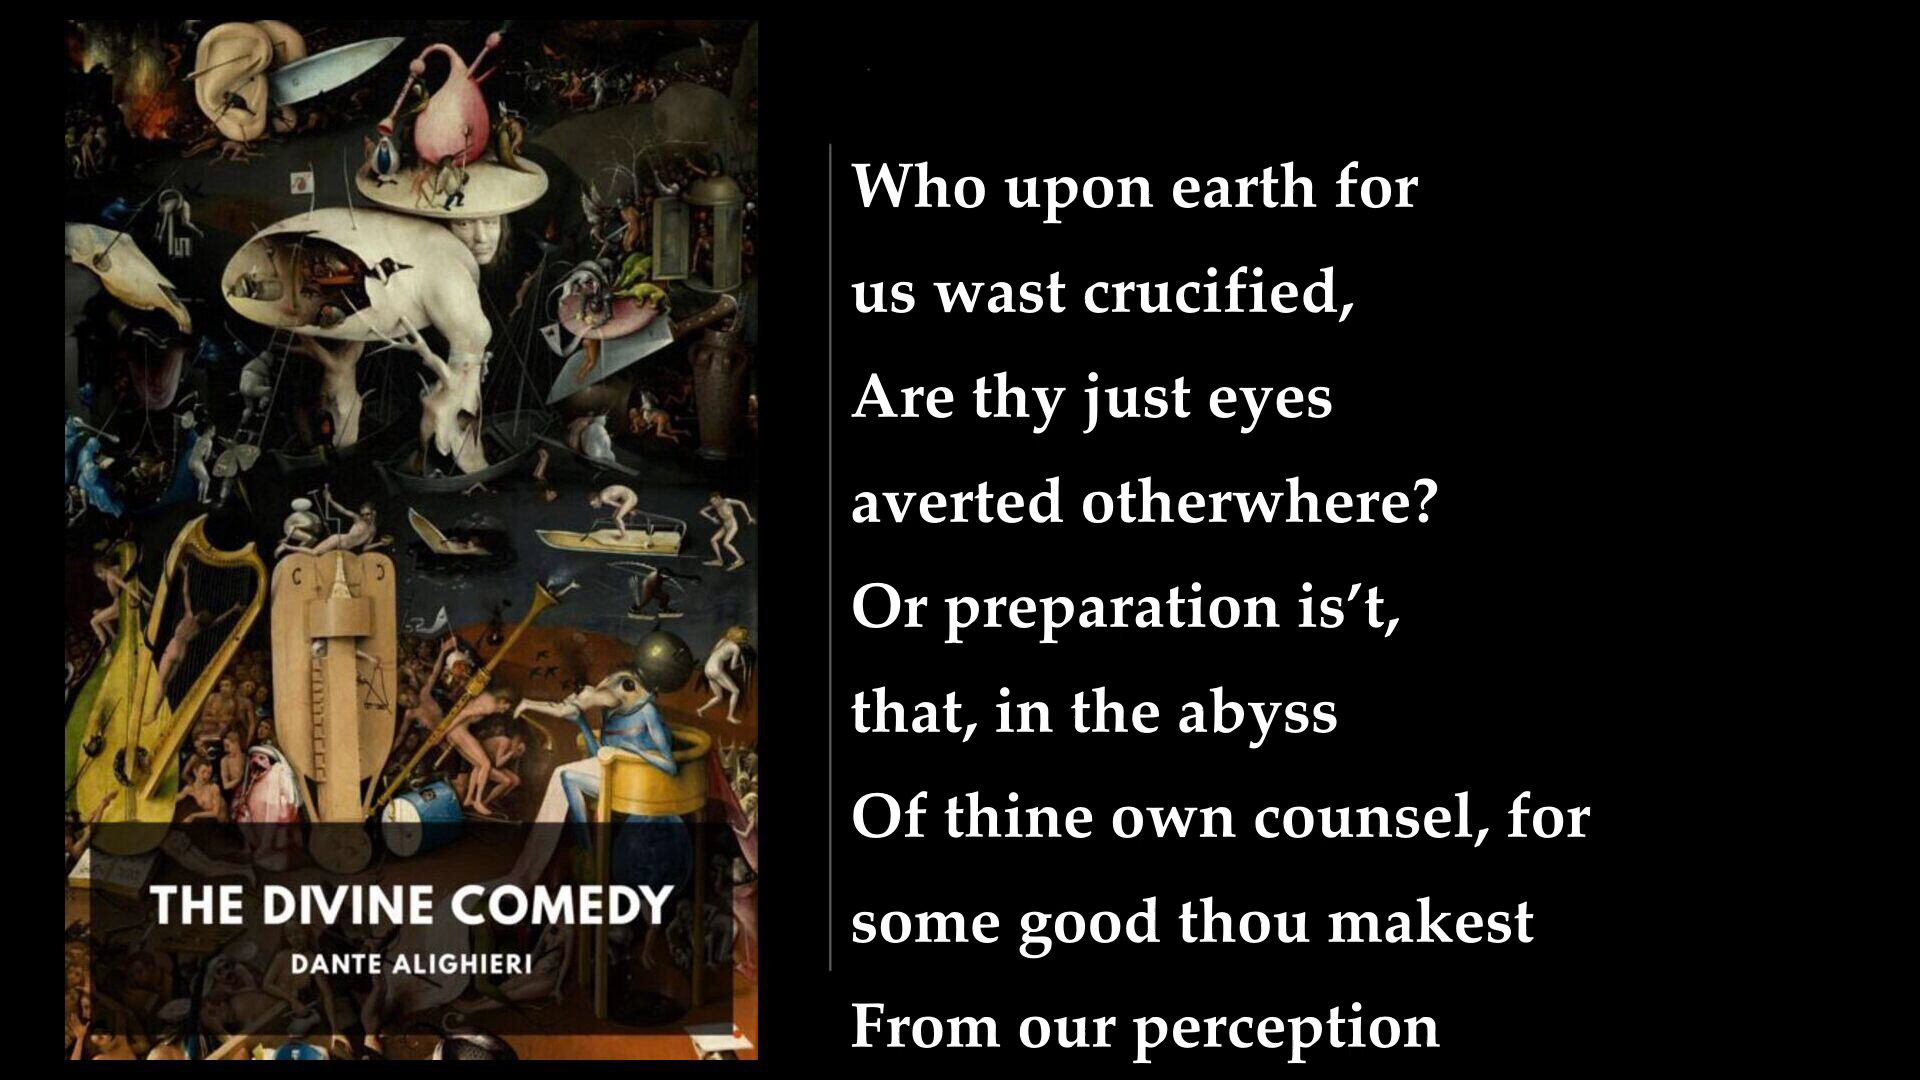 THE DIVINE COMEDY
DANTE ALIGHIERI
Who upon earth for
us wast crucified,
Are thy just eyes
averted otherwhere?
Or preparation is’t,
that, in the abyss
Of thine own counsel, for
some good thou makest
From our perception